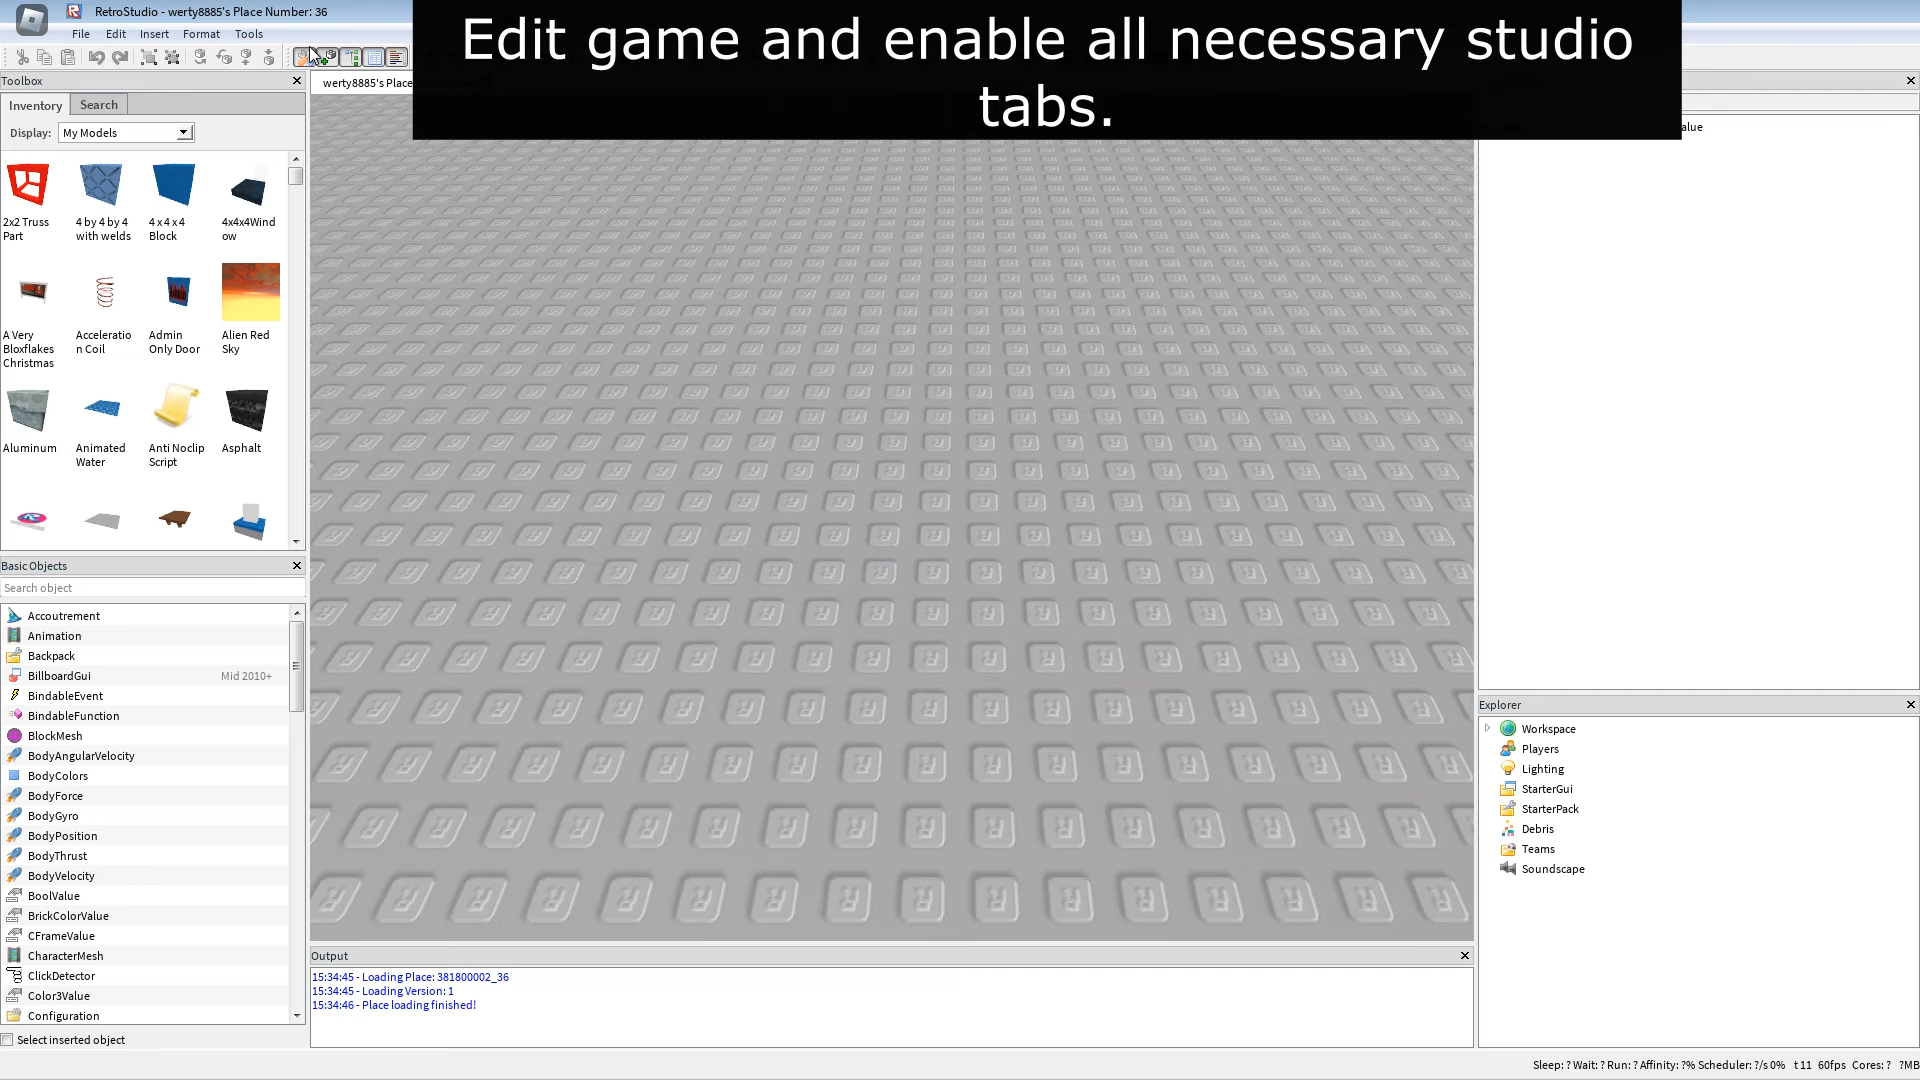 RetroStudio - werty8885's Place Number: 36
Edit game and enable all necessary studio
tabs.
File Edit Insert Format Tools
Toolbox
werty8885's Place
Inventory Search
Display: My Models
alue
2x2 Truss
Part
4 by 4 by 4
with welds
4 x 4 x 4
Block
4x4x4Wind
ow
A Very
Bloxflakes
Christmas
Acceleratio
n Coil
Admin
Only Door
Alien Red
Sky
Aluminum
Animated
Water
Anti Noclip
Script
Asphalt
Basic Objects
Search object
Accoutrement
Animation
Backpack
BillboardGui Mid 2010+
BindableEvent
BindableFunction
BlockMesh
BodyAngularVelocity
BodyColors
BodyForce
BodyGyro
BodyPosition
BodyThrust
BodyVelocity
BoolValue
BrickColorValue
CFrameValue
CharacterMesh
ClickDetector
Color3Value
Configuration
Select inserted object
Output
15:34:45 - Loading Place: 381800002_36
15:34:45 - Loading Version: 1
15:34:46 - Place loading finished!
Explorer
Workspace
Players
Lighting
StarterGui
StarterPack
Debris
Teams
Soundscape
Sleep: ? Wait: ? Run: ? Affinity: ?% Scheduler: ?/s 0% t 11 60fps Cores: ? ?MB